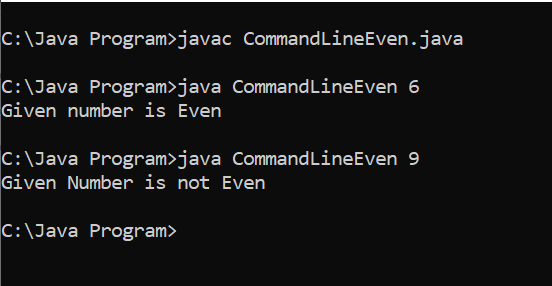 C:\Java Program>javac CommandLineEven.java
C:\Java Program>java CommandLineEven 6
Given number is Even
C:\Java Program>java CommandLineEven 9
Given Number is not Even
C:\Java Program>